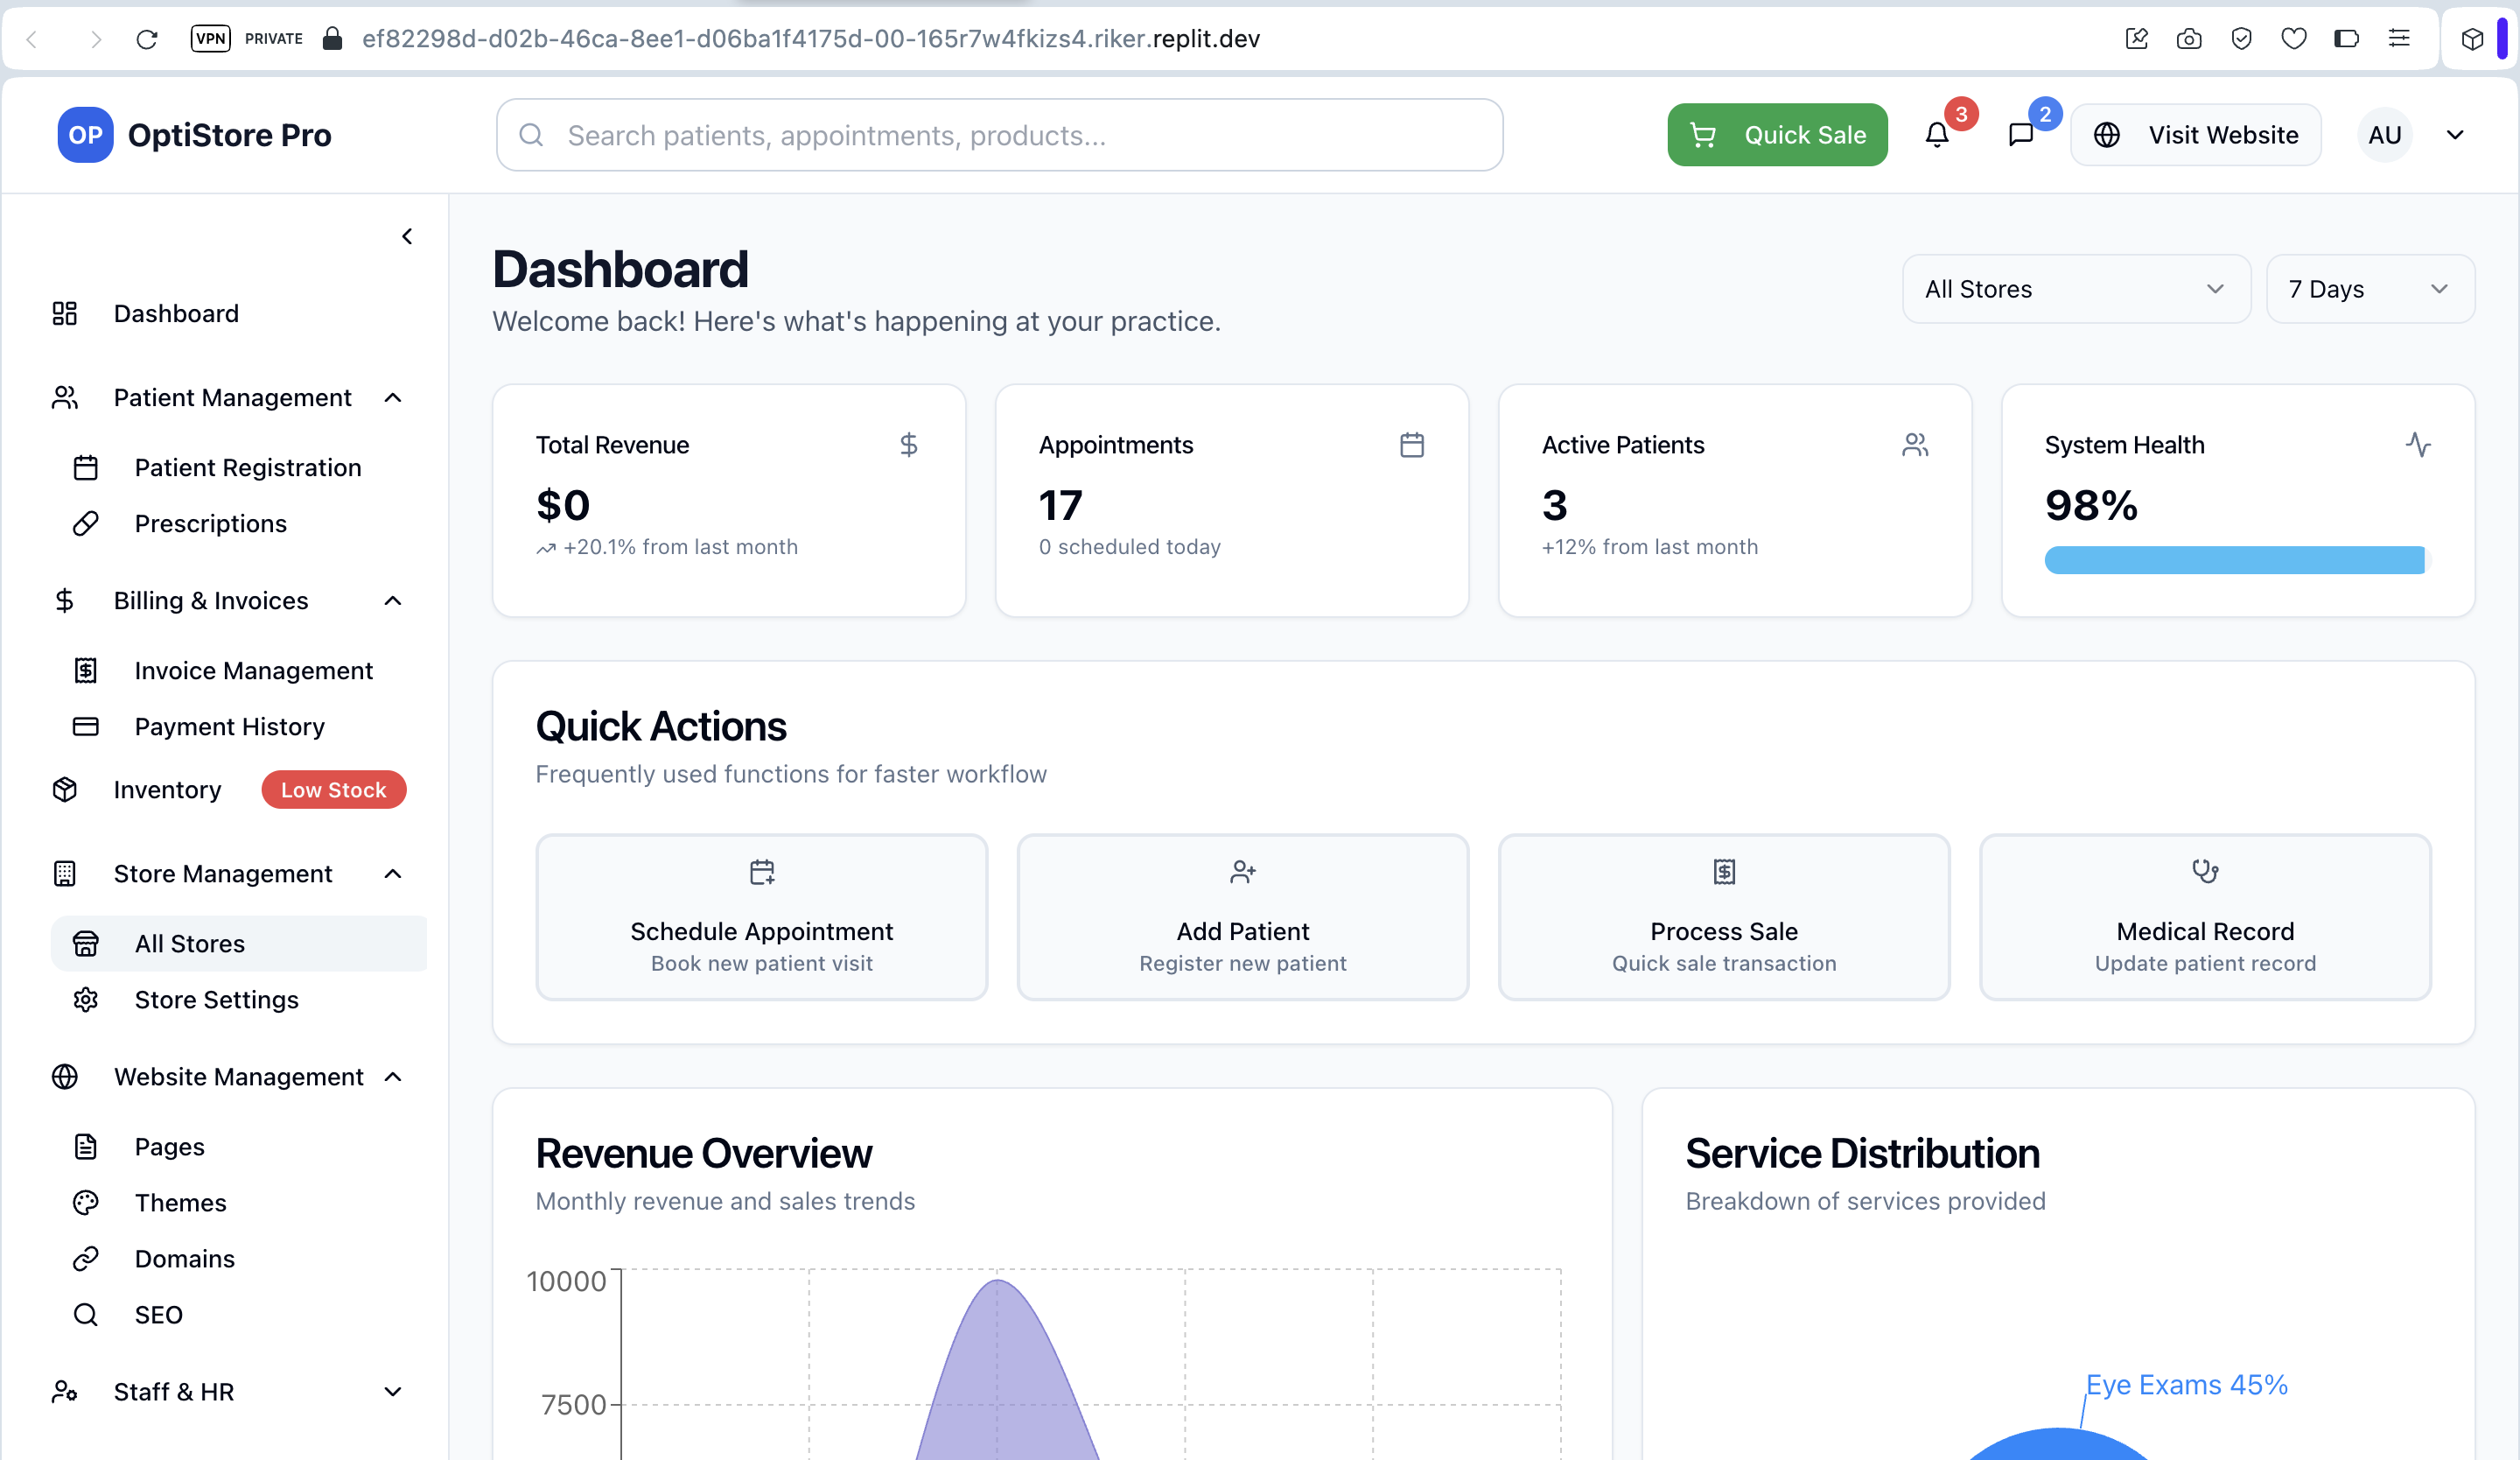 VPN PRIVATE ef82298d-d02b-46ca-8ee1-d06ba1f4175d-00-165r7w4fkizs4.riker.replit.dev
OP OptiStore Pro
Search patients, appointments, products...
Quick Sale
3
2
Visit Website
AU
Dashboard
Patient Management
Patient Registration
Prescriptions
Billing & Invoices
Invoice Management
Payment History
Inventory Low Stock
Store Management
All Stores
Store Settings
Website Management
Pages
Themes
Domains
SEO
Staff & HR
Dashboard
Welcome back! Here's what's happening at your practice.
All Stores
7 Days
Total Revenue
$0
+20.1% from last month
Appointments
17
0 scheduled today
Active Patients
3
+12% from last month
System Health
98%
Quick Actions
Frequently used functions for faster workflow
Schedule Appointment
Book new patient visit
Add Patient
Register new patient
Process Sale
Quick sale transaction
Medical Record
Update patient record
Revenue Overview
Monthly revenue and sales trends
10000
7500
Service Distribution
Breakdown of services provided
Eye Exams 45%